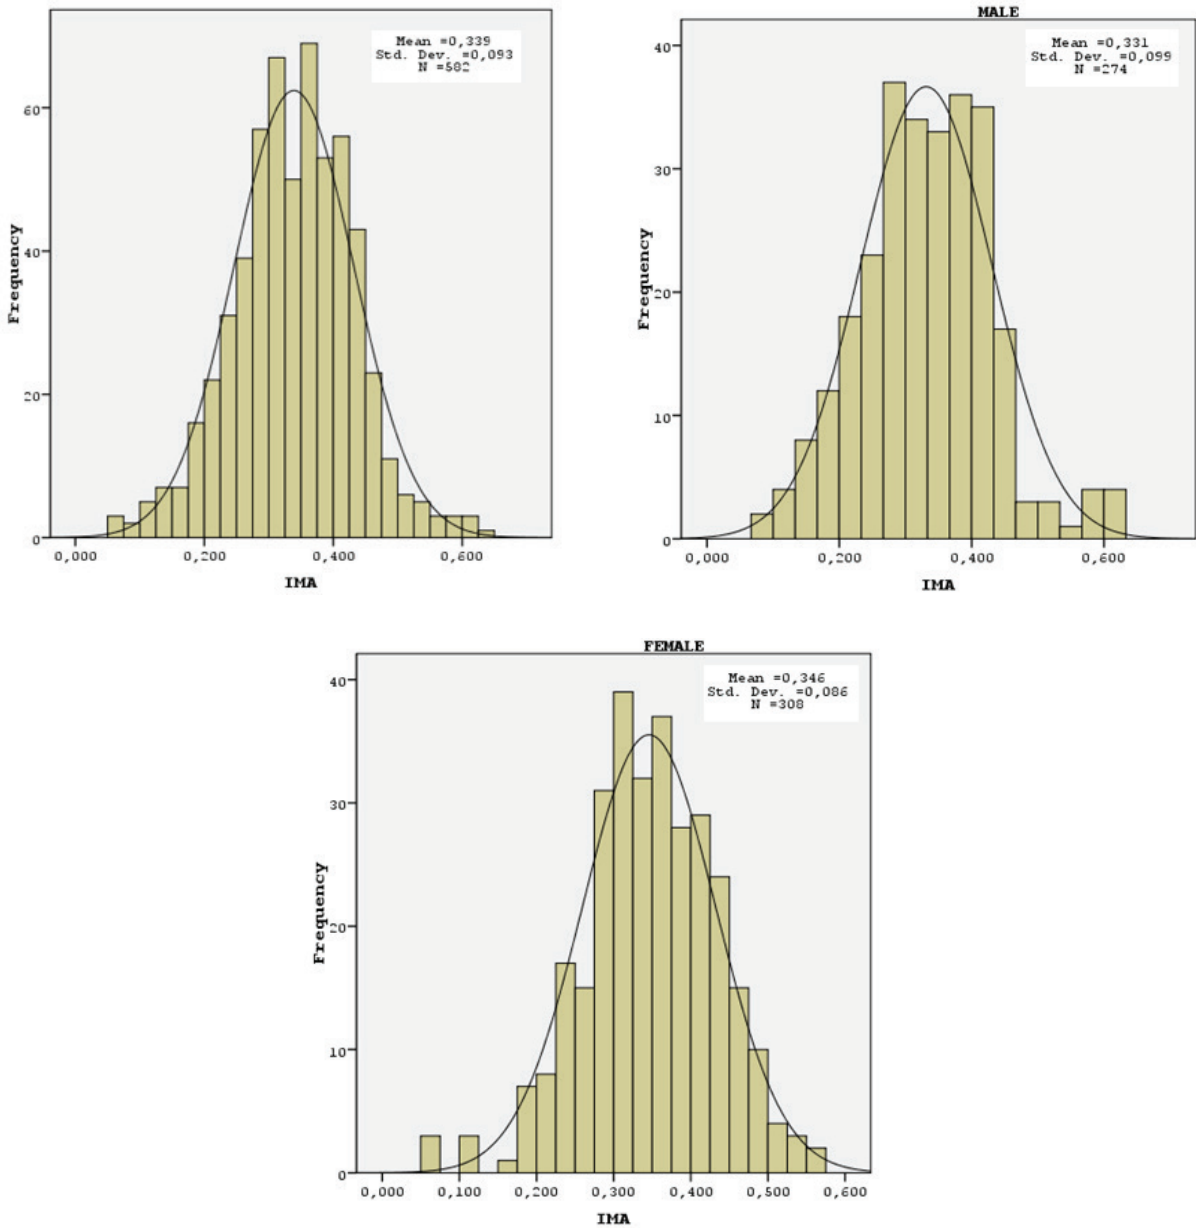 Mean =0,339
Std. Dev. =0,093
N =582
Frequency
60
40
20
0
0,000 0,200 0,400 0,600
IMA
MALE
Mean =0,331
Std. Dev. =0,099
N =274
Frequency
40
30
20
10
0
0,000 0,200 0,400 0,600
IMA
FEMALE
Mean =0,346
Std. Dev. =0,086
N =308
Frequency
40
30
20
10
0
0,000 0,100 0,200 0,300 0,400 0,500 0,600
IMA